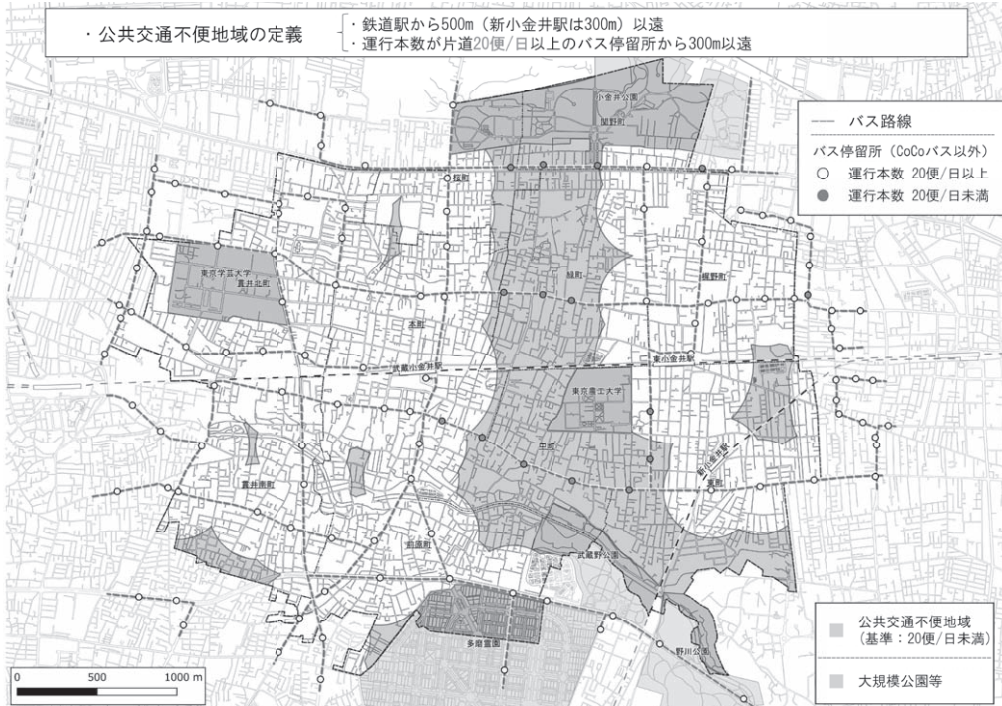 ・公共交通不便地域の定義
・鉄道駅から500m（新小金井駅は300m）以遠
・運行本数が片道20便/日以上のバス停留所から300m以遠
小金井公園
関野町
バス路線
バス停留所（CoCoバス以外）
運行本数 20便/日以上
運行本数 20便/日未満
桜町
東京学芸大学
貫井北町
緑町
梶野町
本町
武蔵小金井駅
東小金井駅
東京農工大学
中町
新小金井駅
東町
貫井南町
前原町
武蔵野公園
多磨霊園
野川公園
公共交通不便地域
（基準：20便/日未満）
大規模公園等
0 500 1000 m